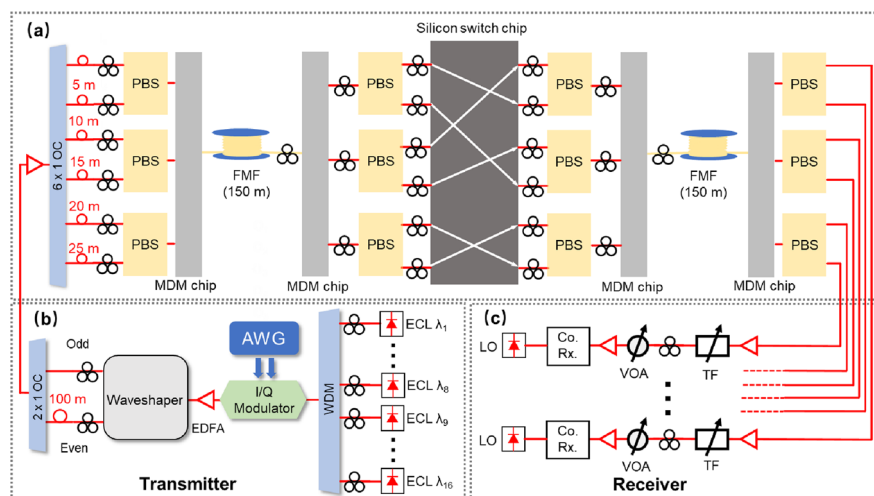 (a)
Silicon switch chip
6 x 1 OC
5 m
10 m
15 m
20 m
25 m
PBS
PBS
PBS
MDM chip
FMF
(150 m)
MDM chip
PBS
PBS
PBS
PBS
PBS
PBS
MDM chip
FMF
(150 m)
MDM chip
PBS
PBS
PBS
(b)
2 x 1 OC
Odd
100 m
Even
Waveshaper
EDFA
AWG
I/Q
Modulator
WDM
ECL λ1
ECL λ8
ECL λ9
ECL λ16
Transmitter
(c)
LO
Co.
Rx.
VOA
TF
LO
Co.
Rx.
VOA
TF
Receiver